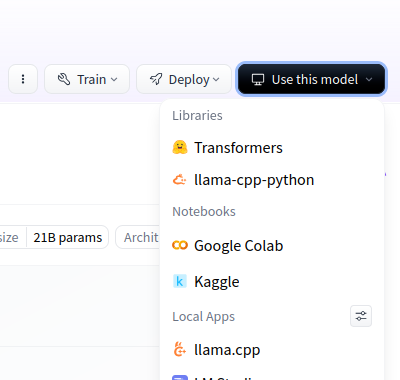 Train
Deploy
Use this model
Libraries
Transformers
llama-cpp-python
Notebooks
size
21B params
Archit
Google Colab
Kaggle
Local Apps
llama.cpp